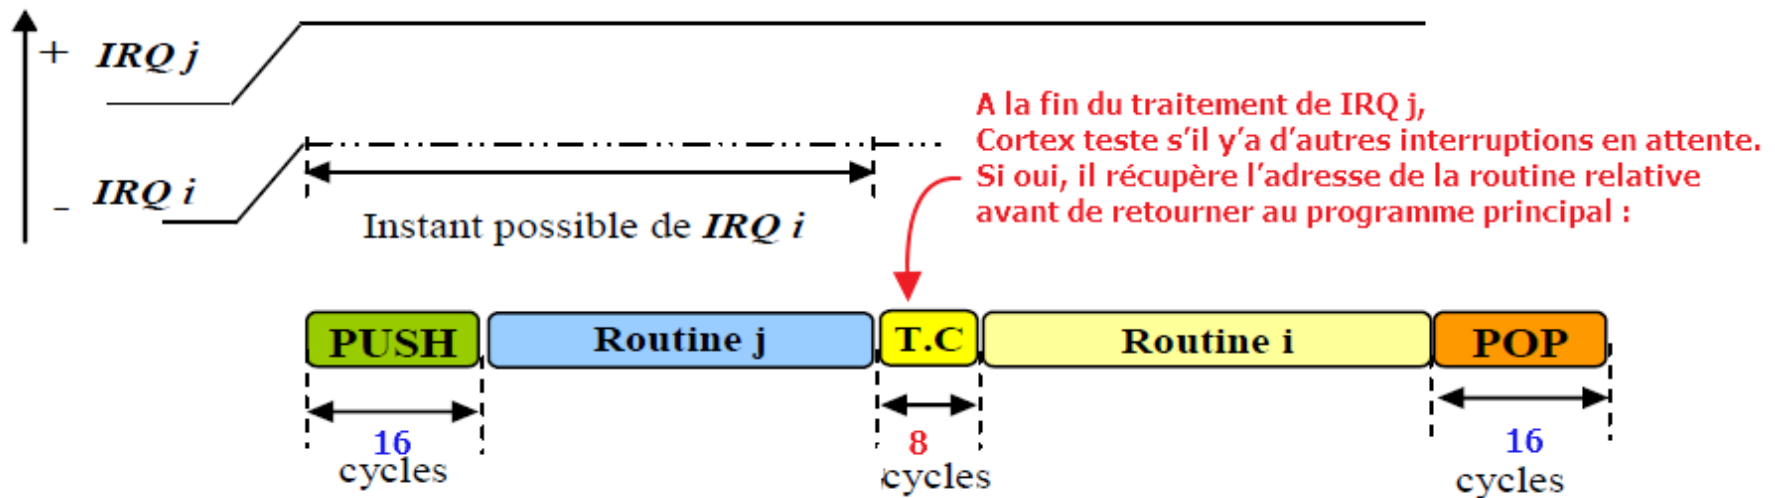 + IRQ j
A la fin du traitement de IRQ j,
Cortex teste s'il y'a d'autres interruptions en attente.
Si oui, il récupère l'adresse de la routine relative
avant de retourner au programme principal :
- IRQ i
Instant possible de IRQ i
PUSH Routine j T.C Routine i POP
16 8 16
cycles cycles cycles